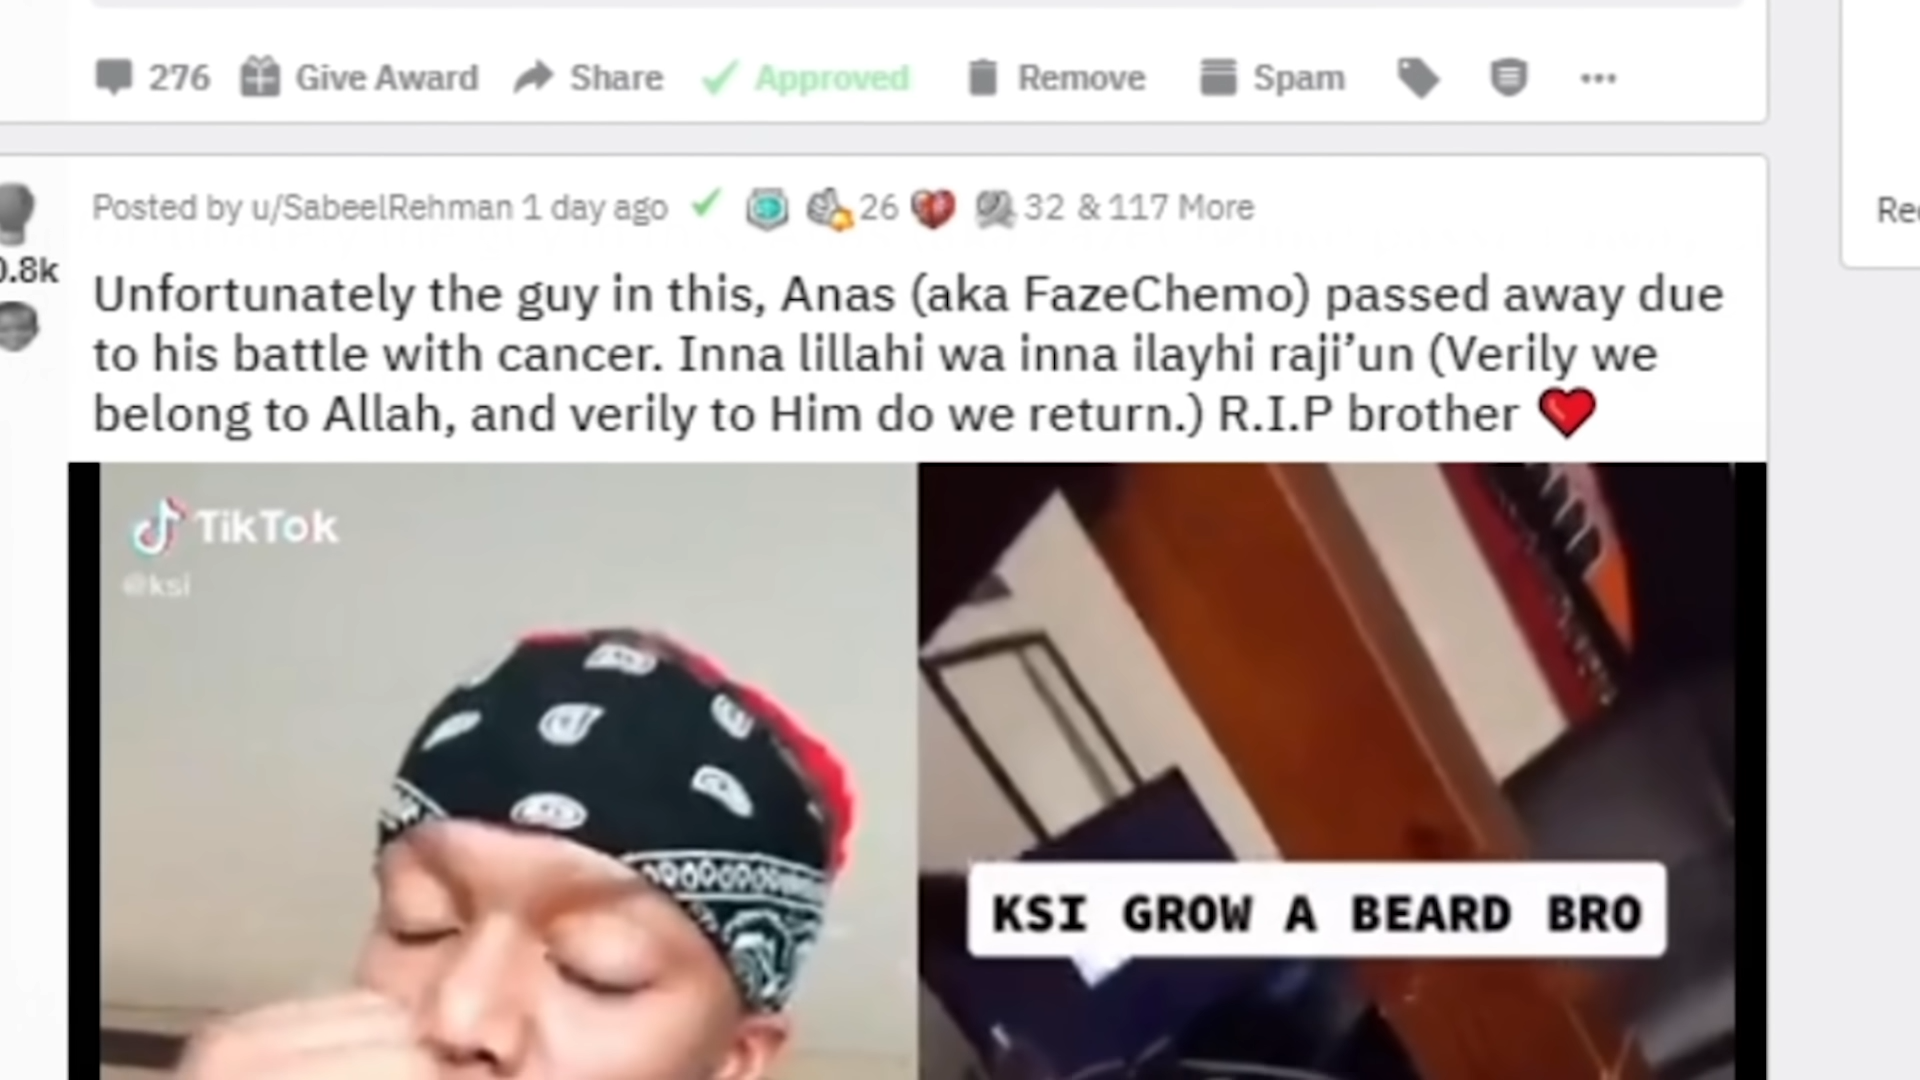 276 Give Award Share Approved Remove Spam
Posted by u/SabeelRehman 1 day ago 26 32 & 117 More
.8k
Unfortunately the guy in this, Anas (aka FazeChemo) passed away due
to his battle with cancer. Inna lillahi wa inna ilayhi raji’un (Verily we
belong to Allah, and verily to Him do we return.) R.I.P brother ❤️
TikTok
@ksi
KSI GROW A BEARD BRO